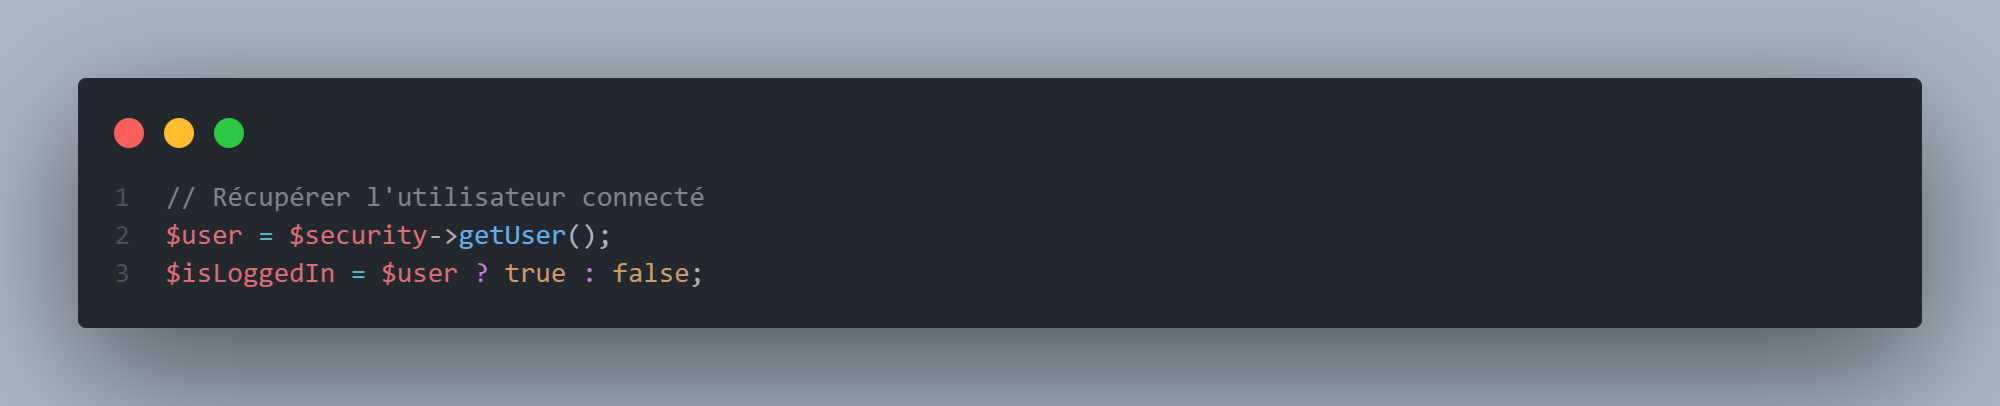 1 // Récupérer l'utilisateur connecté
2 $user = $security->getUser();
3 $isLoggedIn = $user ? true : false;